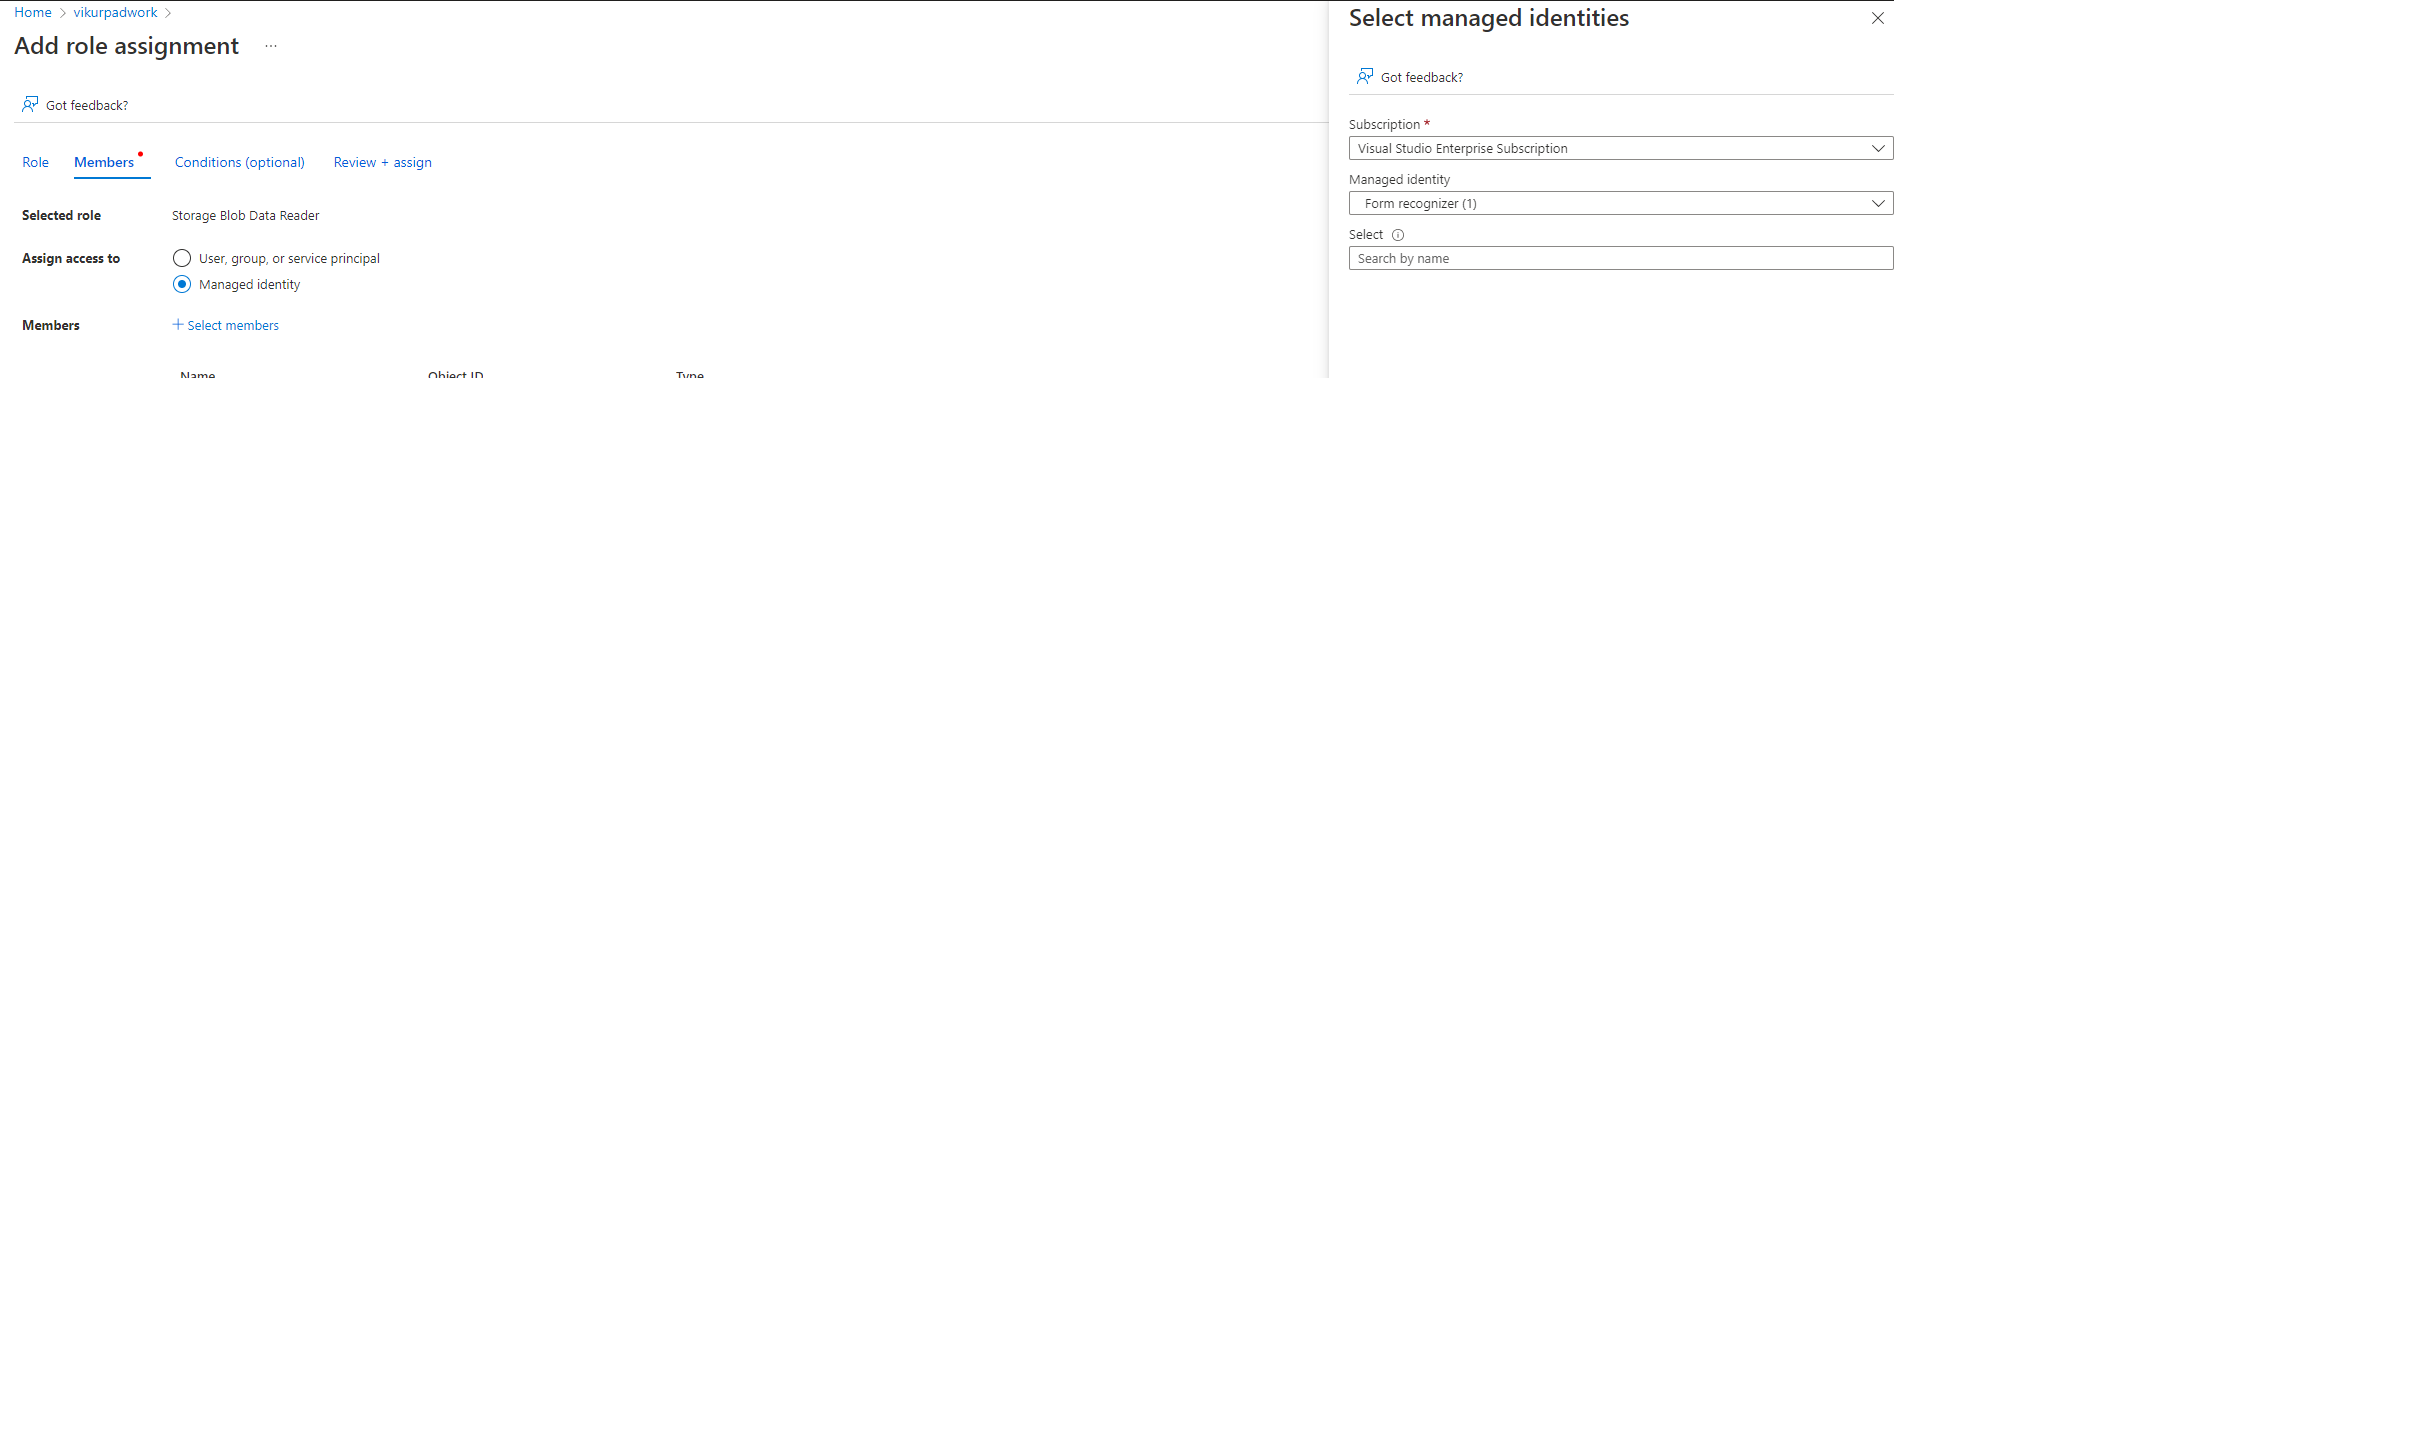 Home > vikurpadwork >
Add role assignment ...
Got feedback?
Role Members Conditions (optional) Review + assign
Selected role Storage Blob Data Reader
Assign access to User, group, or service principal
Managed identity
Members + Select members
Name Object ID Type
Select managed identities
Got feedback?
Subscription *
Visual Studio Enterprise Subscription
Managed identity
Form recognizer (1)
Select
Search by name